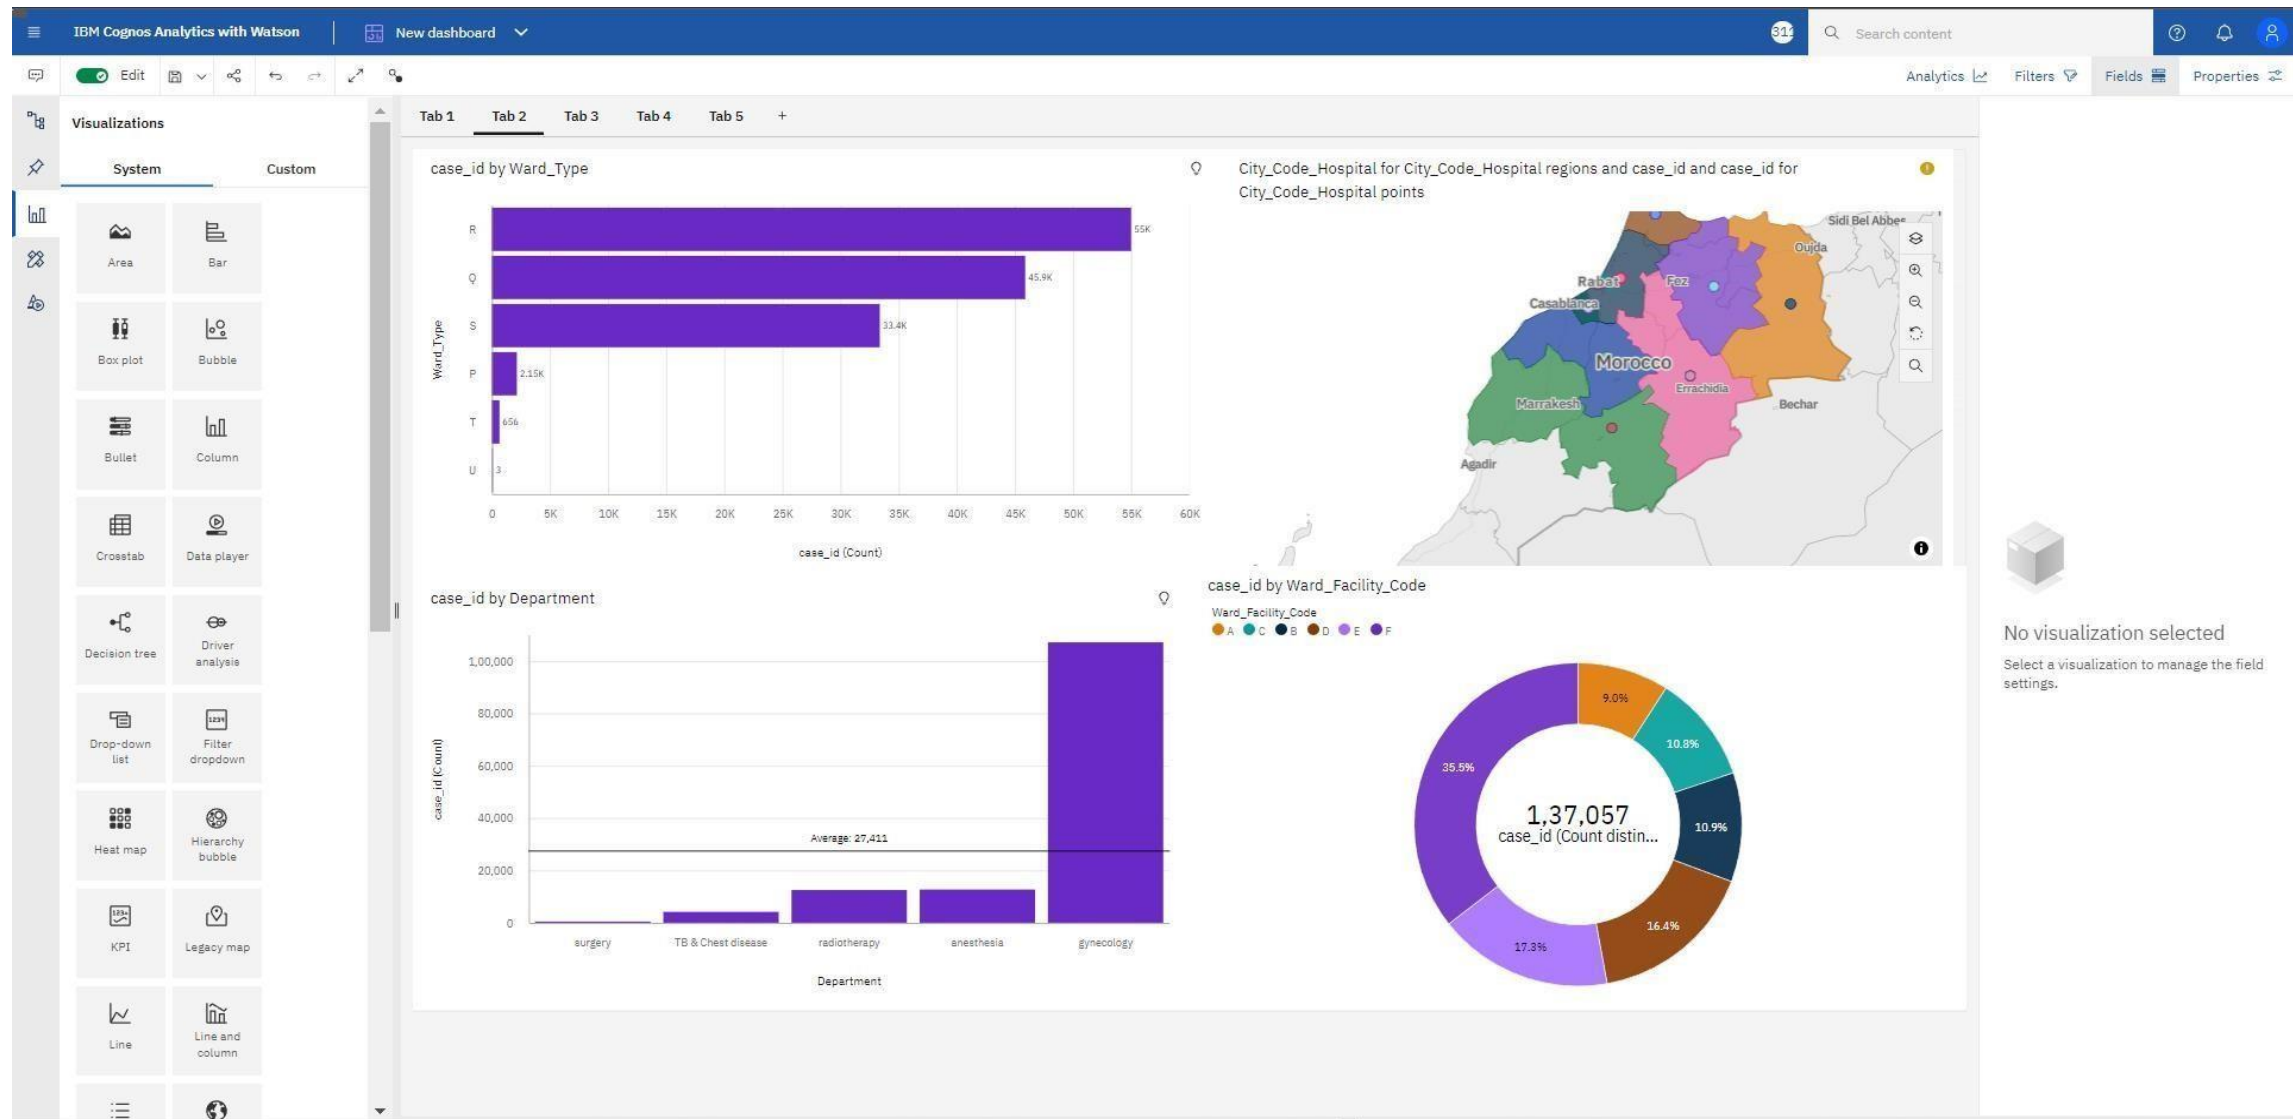 IBM Cognos Analytics with Watson
New dashboard
Search content
Edit
Analytics
Filters
Fields
Properties
Visualizations
System
Custom
Area
Bar
Box plot
Bubble
Bullet
Column
Crosstab
Data player
Decision tree
Driver
analysis
Drop-down
list
Filter
dropdown
Heat map
Hierarchy
bubble
KPI
Legacy map
Line
Line and
column
Tab 1
Tab 2
Tab 3
Tab 4
Tab 5
+
case_id by Ward_Type
Ward_Type
R
55K
Q
45.9K
S
33.4K
P
2.15K
T
656
U
3
0
5K
10K
15K
20K
25K
30K
35K
40K
45K
50K
55K
60K
case_id (Count)
City_Code_Hospital for City_Code_Hospital regions and case_id and case_id for
City_Code_Hospital points
Sidi Bel Abbes
Oujda
Rabat
Fez
Casablanca
Morocco
Errachidia
Marrakesh
Bechar
Agadir
case_id by Department
case_id (Count)
1,00,000
80,000
60,000
40,000
20,000
0
Average: 27,411
surgery
TB & Chest disease
radiotherapy
anesthesia
gynecology
Department
case_id by Ward_Facility_Code
Ward_Facility_Code
A
C
B
D
E
F
9.0%
10.8%
10.9%
16.4%
17.3%
35.5%
1,37,057
case_id (Count distin...
No visualization selected
Select a visualization to manage the field
settings.